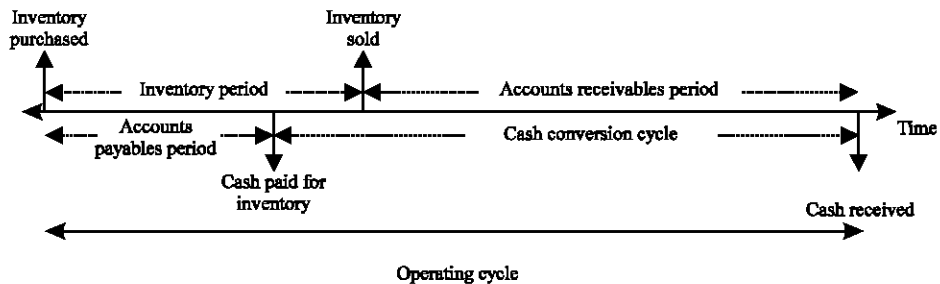 Inventory
purchased
Inventory
sold
Inventory period
Accounts receivables period
Time
Accounts
payables period
Cash conversion cycle
Cash paid for
inventory
Cash received
Operating cycle